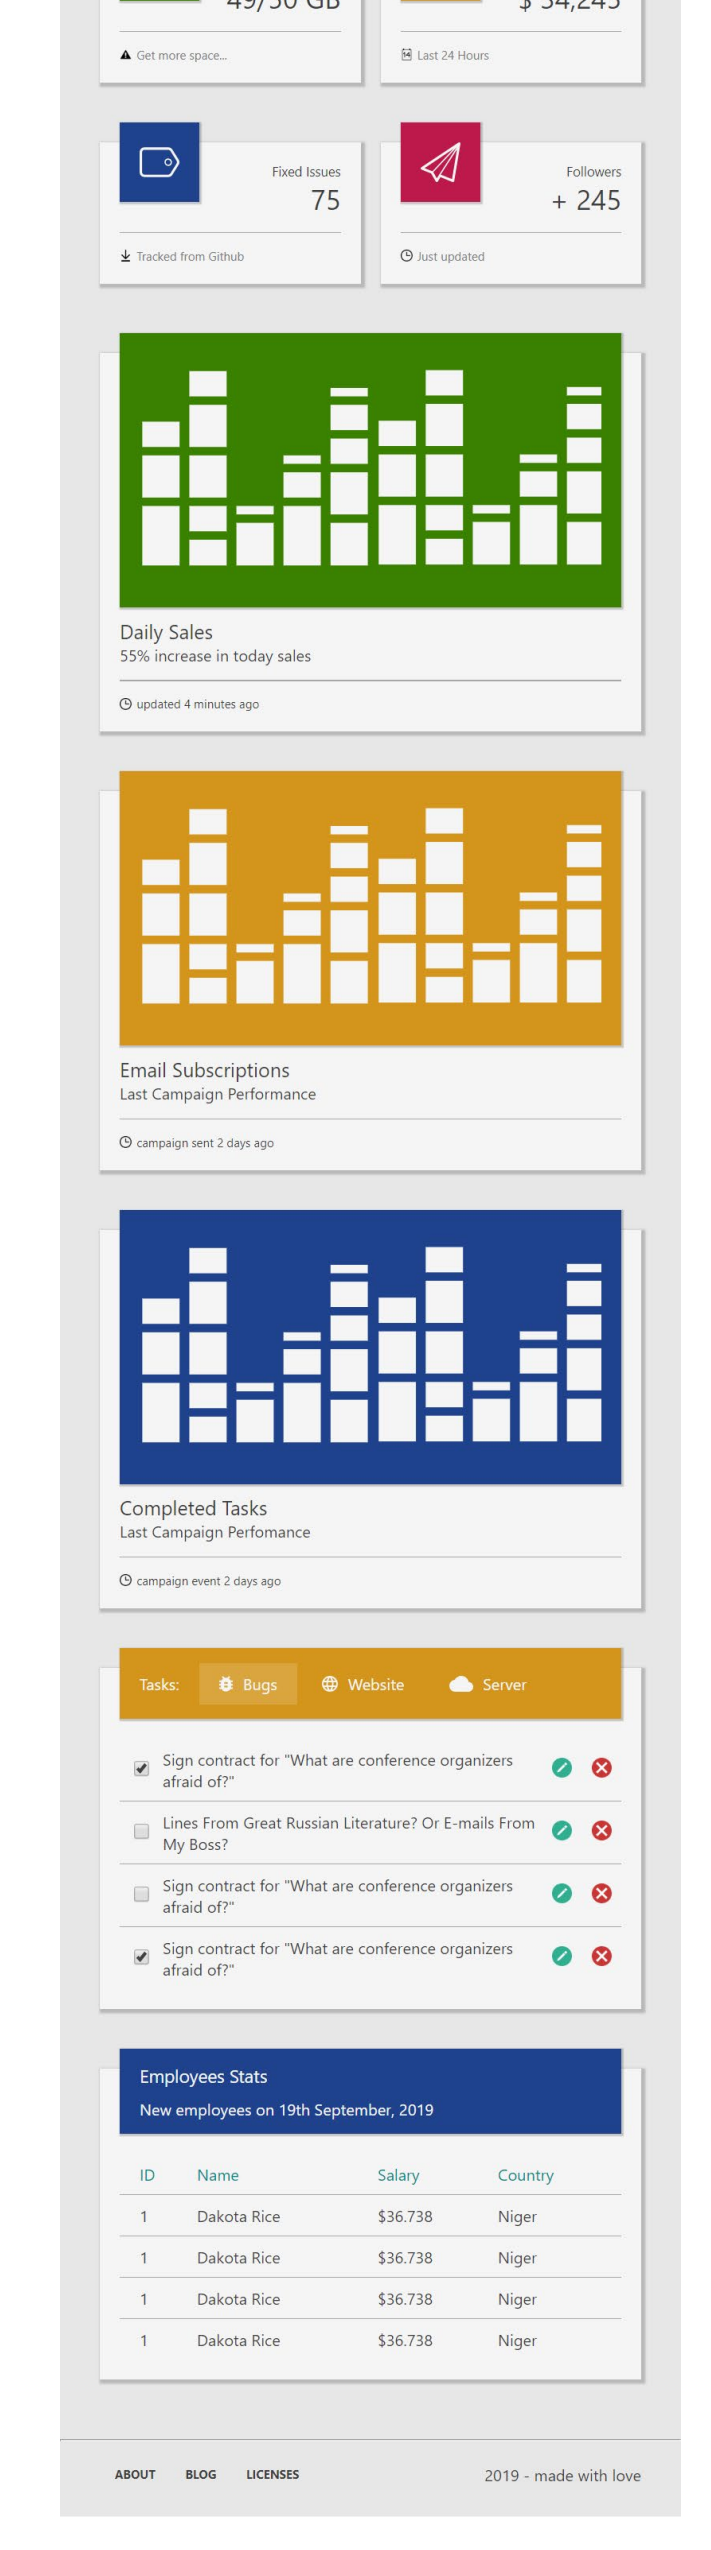 49/50 GB
$ 34,245
Get more space...
Last 24 Hours
Fixed Issues
75
Followers
+ 245
Tracked from Github
Just updated
Daily Sales
55% increase in today sales
updated 4 minutes ago
Email Subscriptions
Last Campaign Performance
campaign sent 2 days ago
Completed Tasks
Last Campaign Perfomance
campaign event 2 days ago
Tasks: Bugs Website Server
Sign contract for "What are conference organizers
afraid of?"
Lines From Great Russian Literature? Or E-mails From
My Boss?
Sign contract for "What are conference organizers
afraid of?"
Sign contract for "What are conference organizers
afraid of?"
Employees Stats
New employees on 19th September, 2019
ID Name Salary Country
1 Dakota Rice $36.738 Niger
1 Dakota Rice $36.738 Niger
1 Dakota Rice $36.738 Niger
1 Dakota Rice $36.738 Niger
ABOUT BLOG LICENSES 2019 - made with love